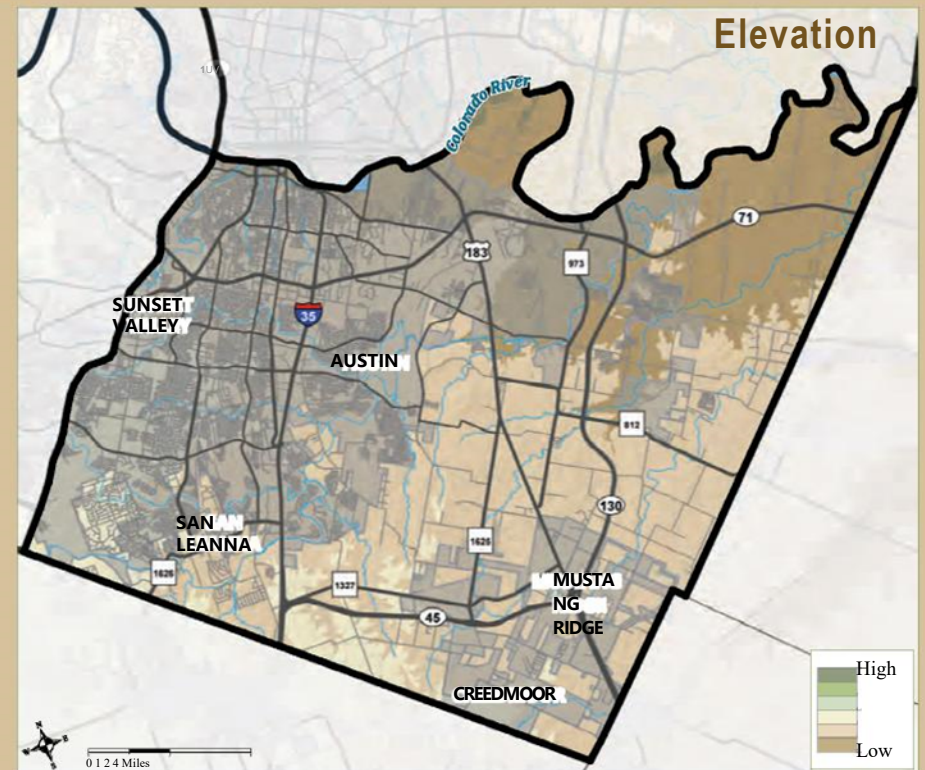 Elevation
Colorado River
71
183
973
SUNSET
VALLEY
35
AUSTIN
812
130
SAN
LEANNA
1626
1625
1327
MUSTA
NG
RIDGE
45
CREEDMOOR
High
Low
N
W E
S
0 1 2 4 Miles